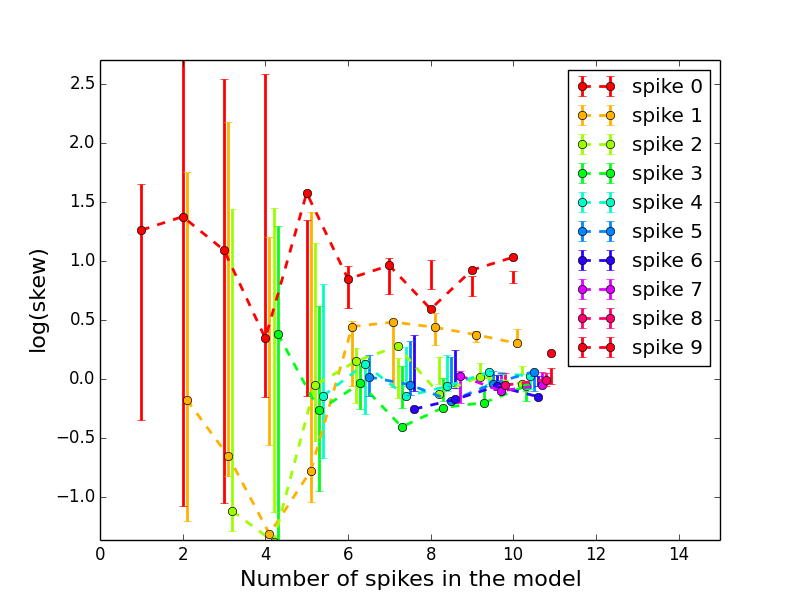 2.5
2.0
1.5
1.0
0.5
0.0
−0.5
−1.0
log(skew)
0 2 4 6 8 10 12 14
Number of spikes in the model
spike 0
spike 1
spike 2
spike 3
spike 4
spike 5
spike 6
spike 7
spike 8
spike 9